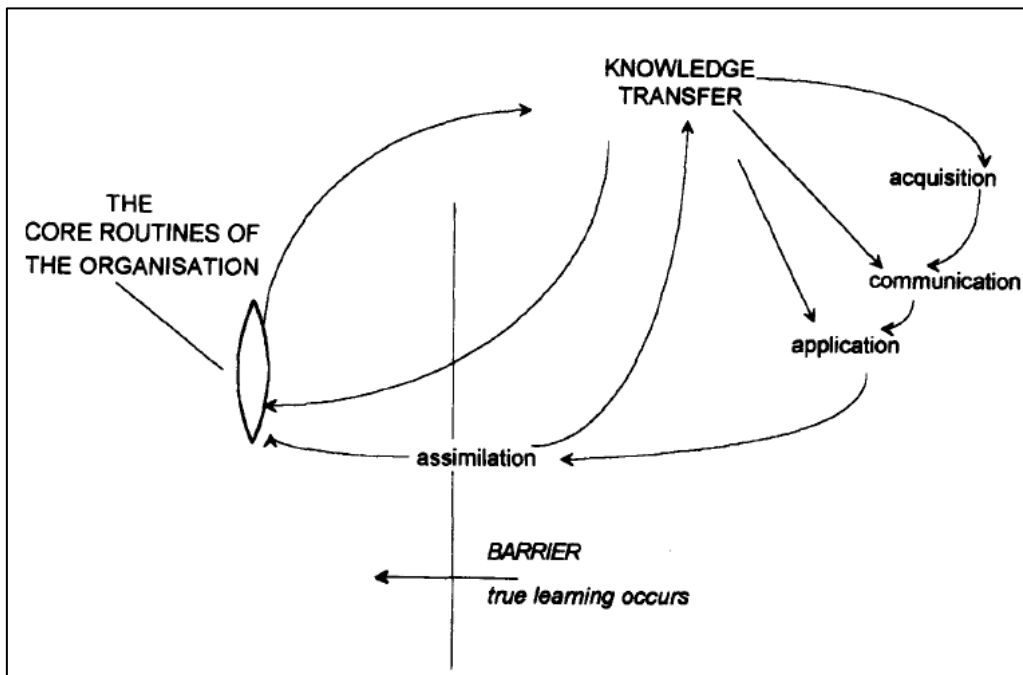 KNOWLEDGE
TRANSFER
acquisition
THE
CORE ROUTINES OF
THE ORGANISATION
communication
application
assimilation
BARRIER
true learning occurs